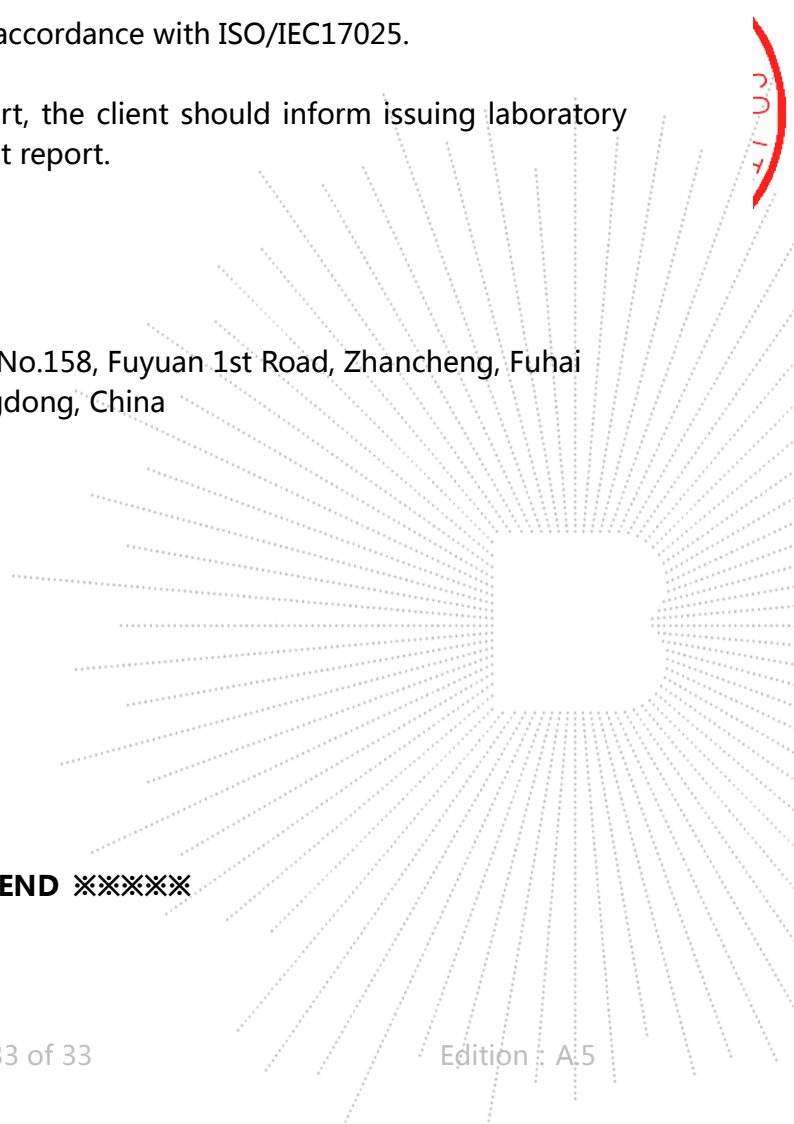 accordance with ISO/IEC17025.
rt, the client should inform issuing laboratory
t report.
No.158, Fuyuan 1st Road, Zhancheng, Fuhai
gdong, China
END ※※※※※
33 of 33
Edition : A.5